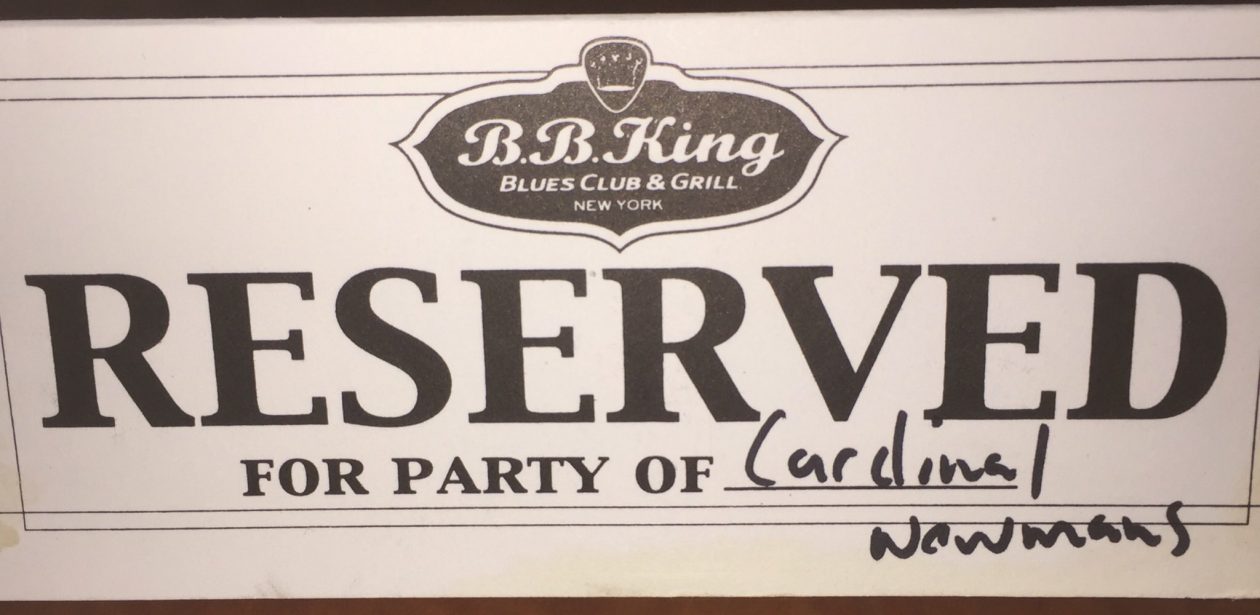 B.B. King
BLUES CLUB & GRILL
NEW YORK
RESERVED
FOR PARTY OF Cardinal
Newmans